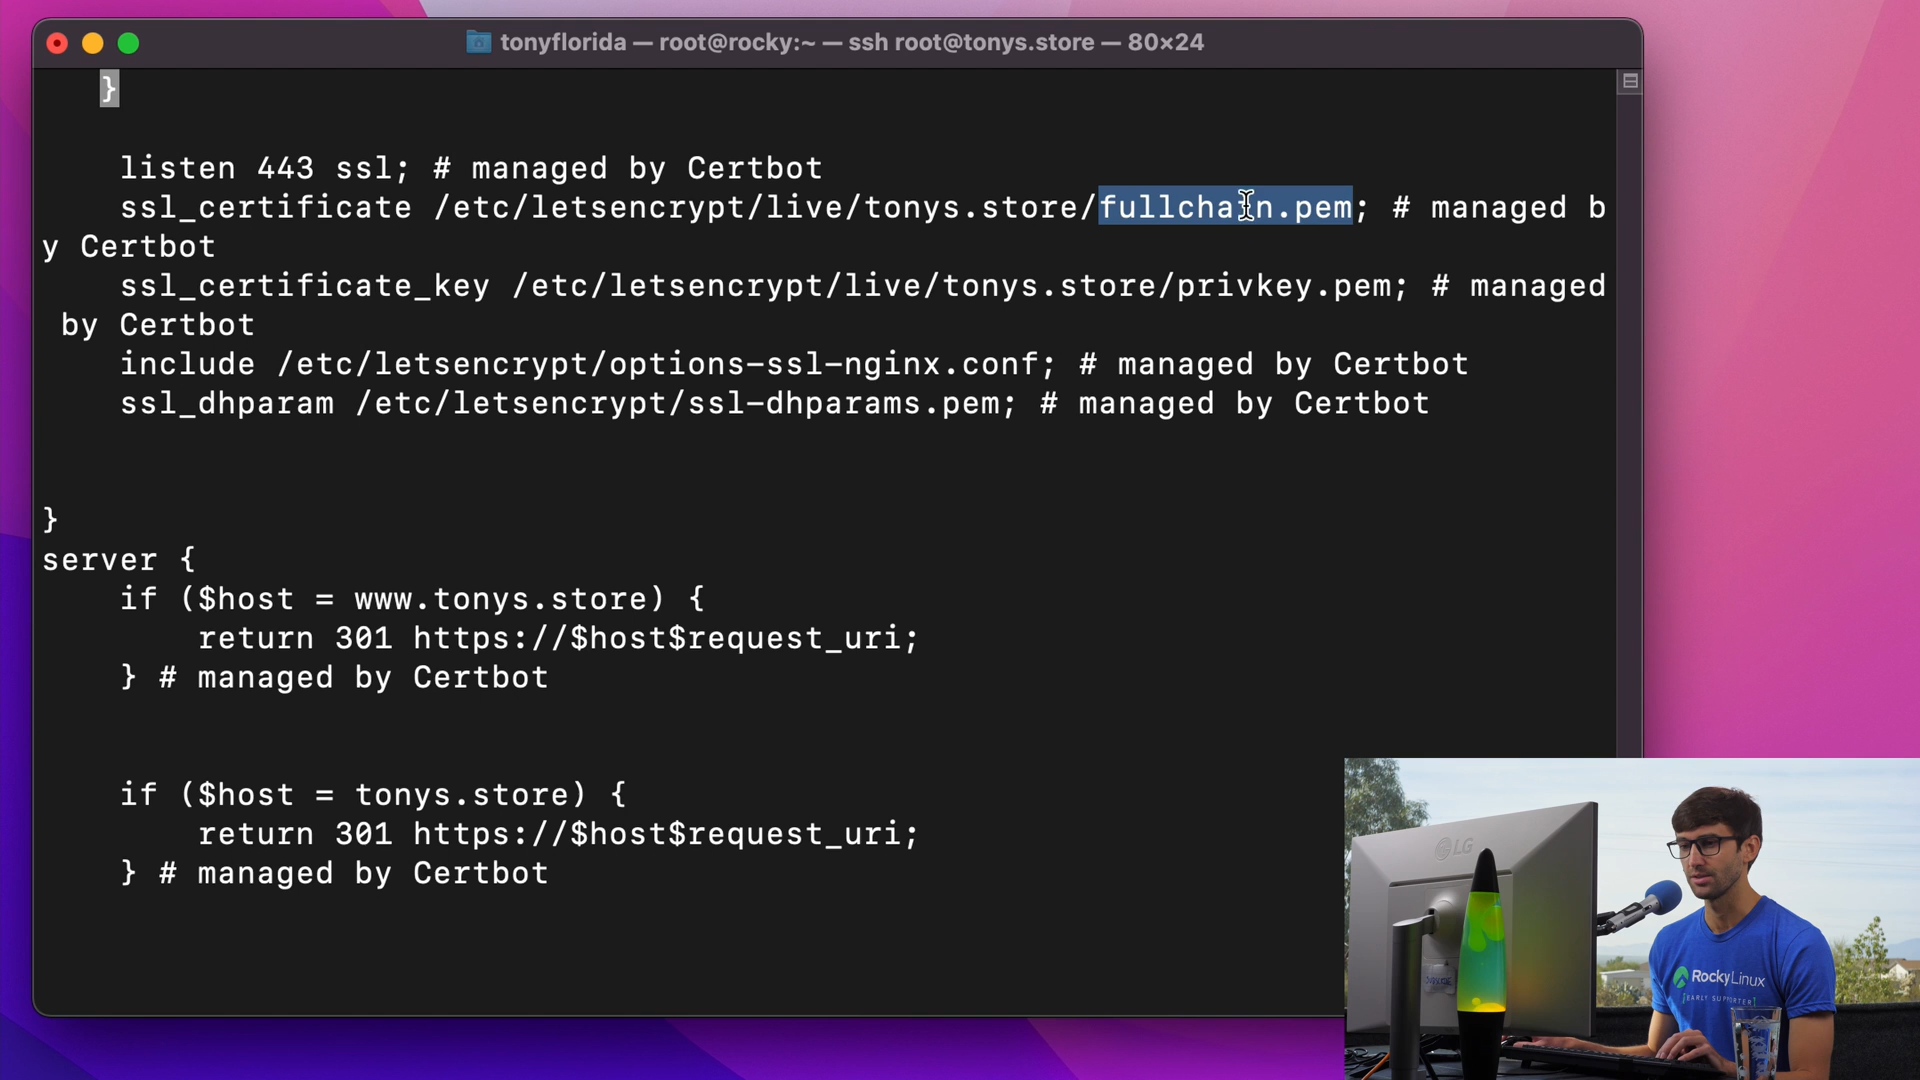 tonyflorida — root@rocky:~ — ssh root@tonys.store — 80×24
}
listen 443 ssl; # managed by Certbot
ssl_certificate /etc/letsencrypt/live/tonys.store/fullchain.pem; # managed b
y Certbot
ssl_certificate_key /etc/letsencrypt/live/tonys.store/privkey.pem; # managed
by Certbot
include /etc/letsencrypt/options-ssl-nginx.conf; # managed by Certbot
ssl_dhparam /etc/letsencrypt/ssl-dhparams.pem; # managed by Certbot
}
server {
if ($host = www.tonys.store) {
return 301 https://$host$request_uri;
} # managed by Certbot
if ($host = tonys.store) {
return 301 https://$host$request_uri;
} # managed by Certbot
LG
RockyLinux
[EARLY SUPPORTER]